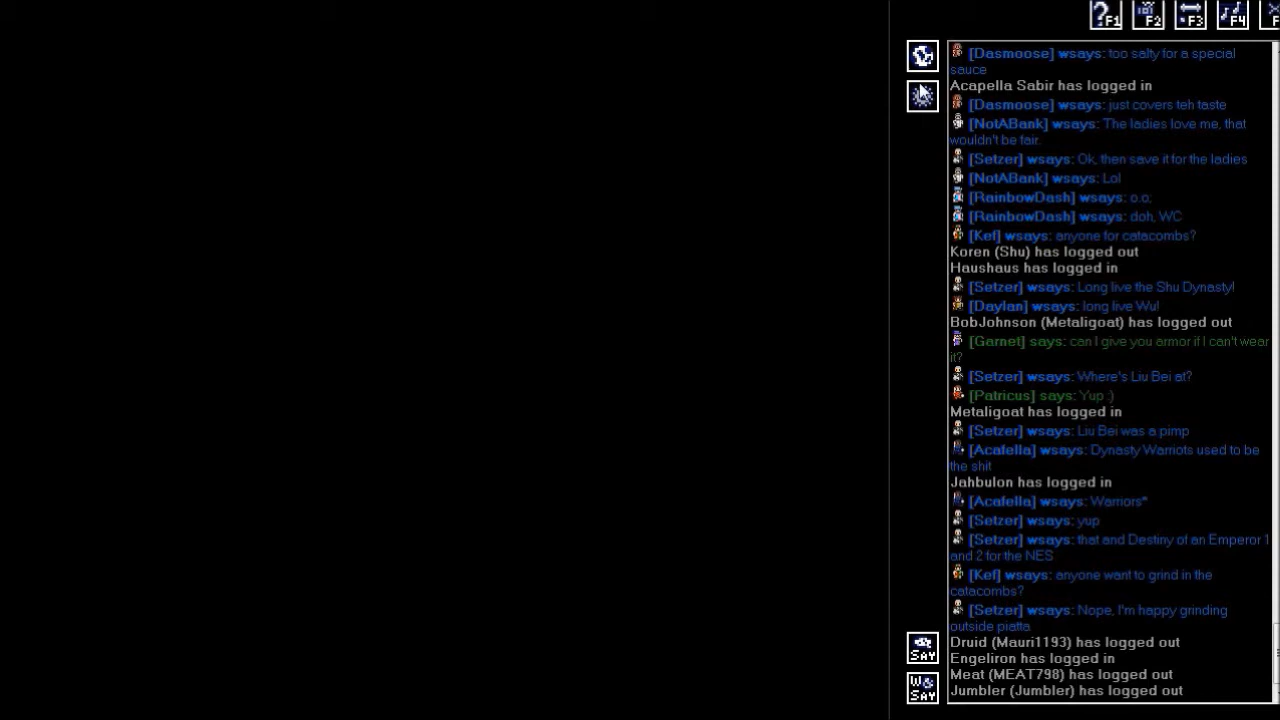 ?F1 F2 F3 F4 F
[Dasmoose] wsays: too salty for a special
sauce
Acapella Sabir has logged in
[Dasmoose] wsays: just covers teh taste
[NotABank] wsays: The ladies love me, that
wouldn't be fair.
[Setzer] wsays: Ok, then save it for the ladies
[NotABank] wsays: Lol
[RainbowDash] wsays: o.o;
[RainbowDash] wsays: doh, WC
[Kef] wsays: anyone for catacombs?
Koren (Shu) has logged out
Haushaus has logged in
[Setzer] wsays: Long live the Shu Dynasty!
[Daylan] wsays: long live Wu!
BobJohnson (Metaligoat) has logged out
[Garnet] says: can I give you armor if I can't wear
it?
[Setzer] wsays: Where's Liu Bei at?
[Patricus] says: Yup :)
Metaligoat has logged in
[Setzer] wsays: Liu Bei was a pimp
[Acafella] wsays: Dynasty Warriots used to be
the shit
Jahbulon has logged in
[Acafella] wsays: Warriors*
[Setzer] wsays: yup
[Setzer] wsays: that and Destiny of an Emperor 1
and 2 for the NES
[Kef] wsays: anyone want to grind in the
catacombs?
[Setzer] wsays: Nope, I'm happy grinding
outside piatta
Druid (Mauri1193) has logged out
Engeliron has logged in
Meat (MEAT798) has logged out
Jumbler (Jumbler) has logged out
SAY
W
SAY